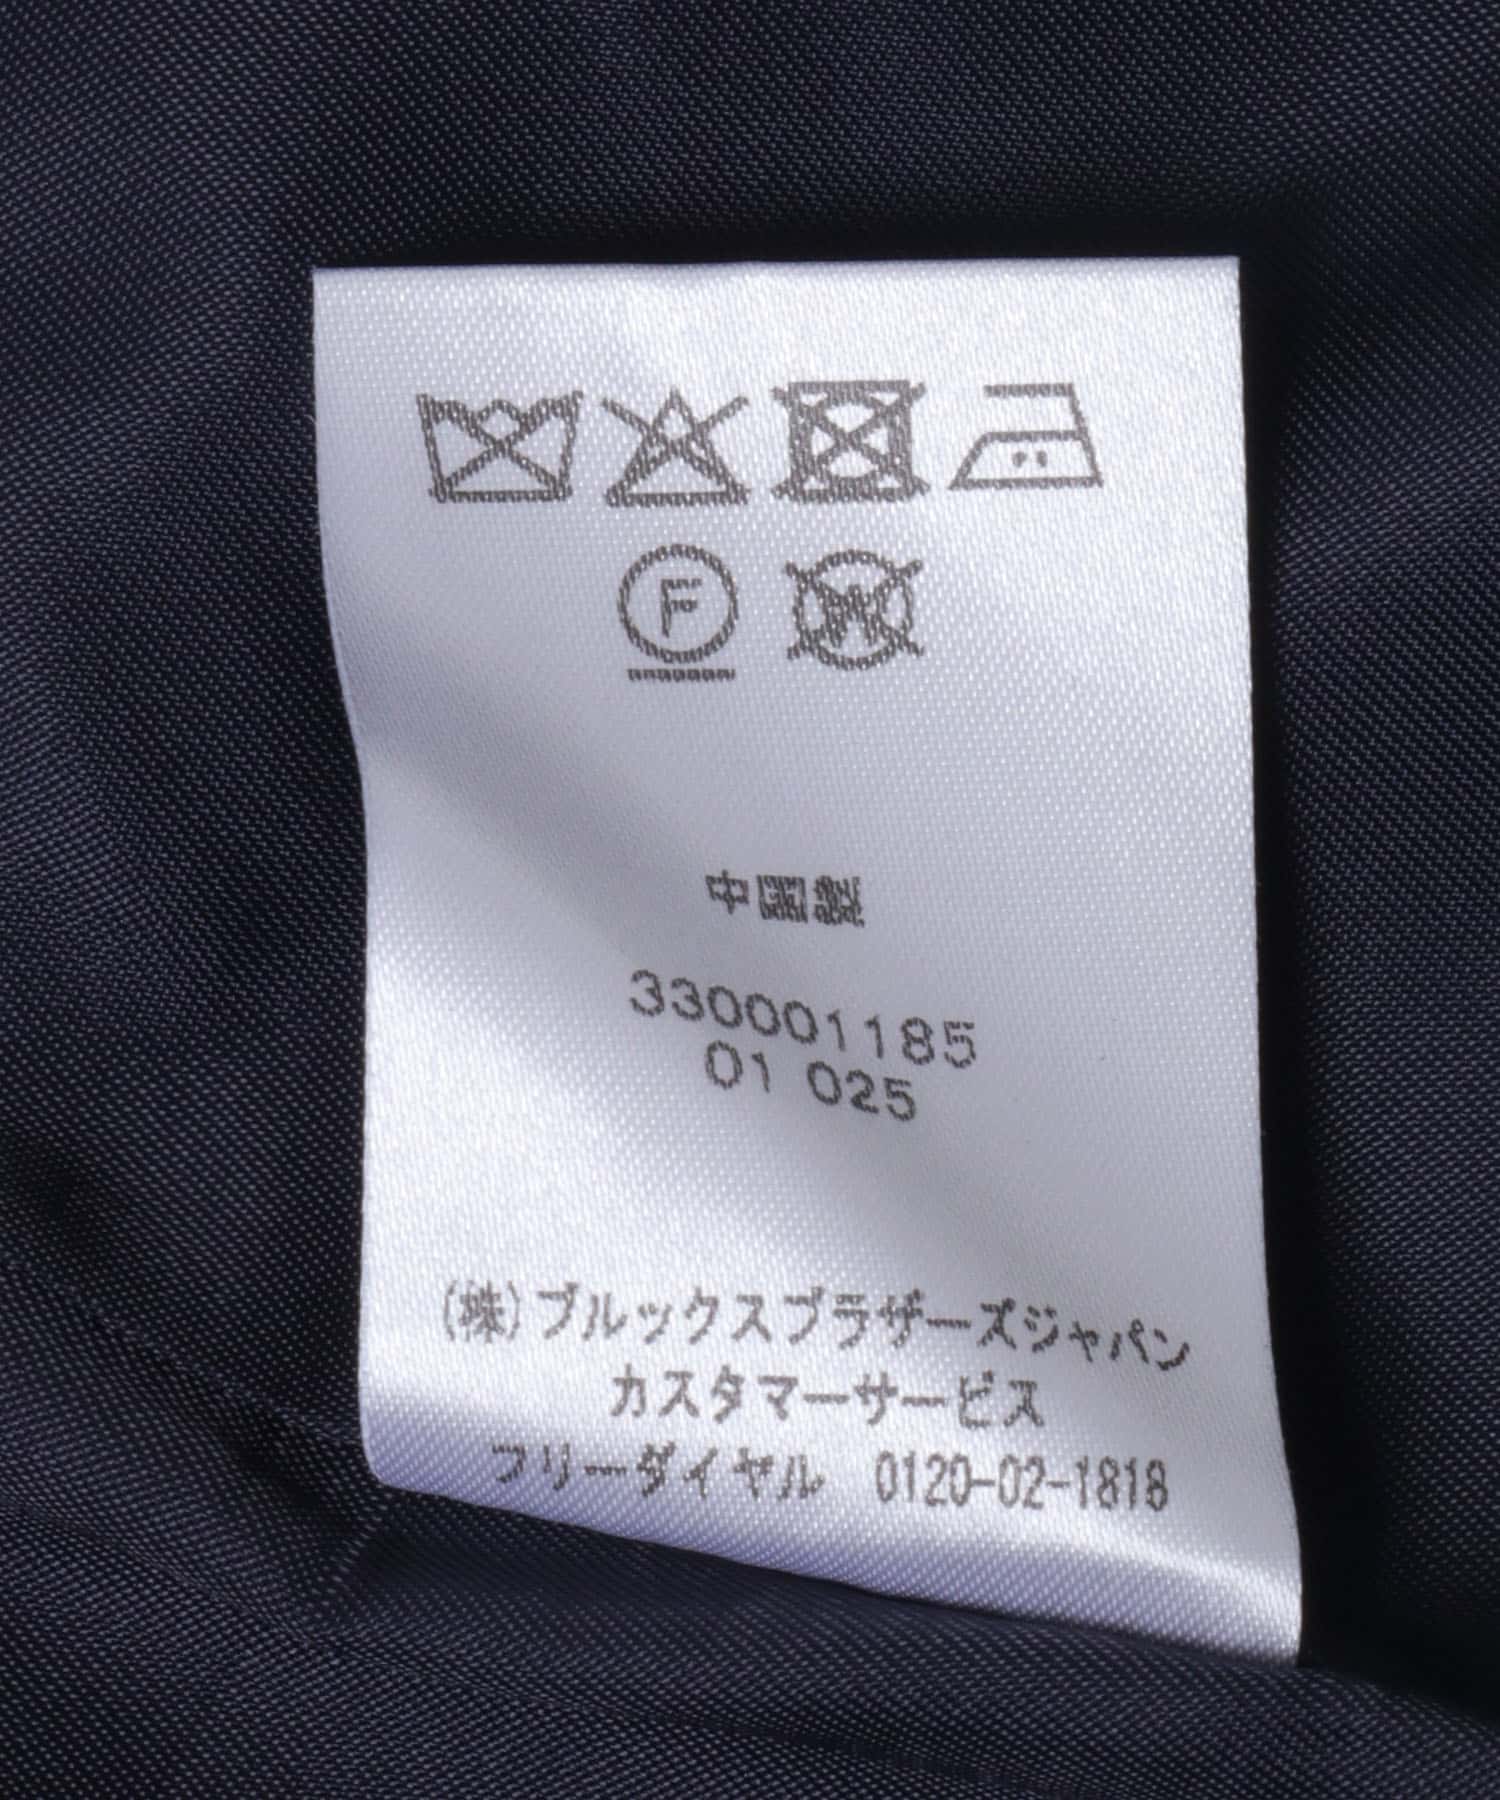 F W
中国製
330001185
01 025
(株)ブルックスブラザーズジャパン
カスタマーサービス
フリーダイヤル 0120-02-1818